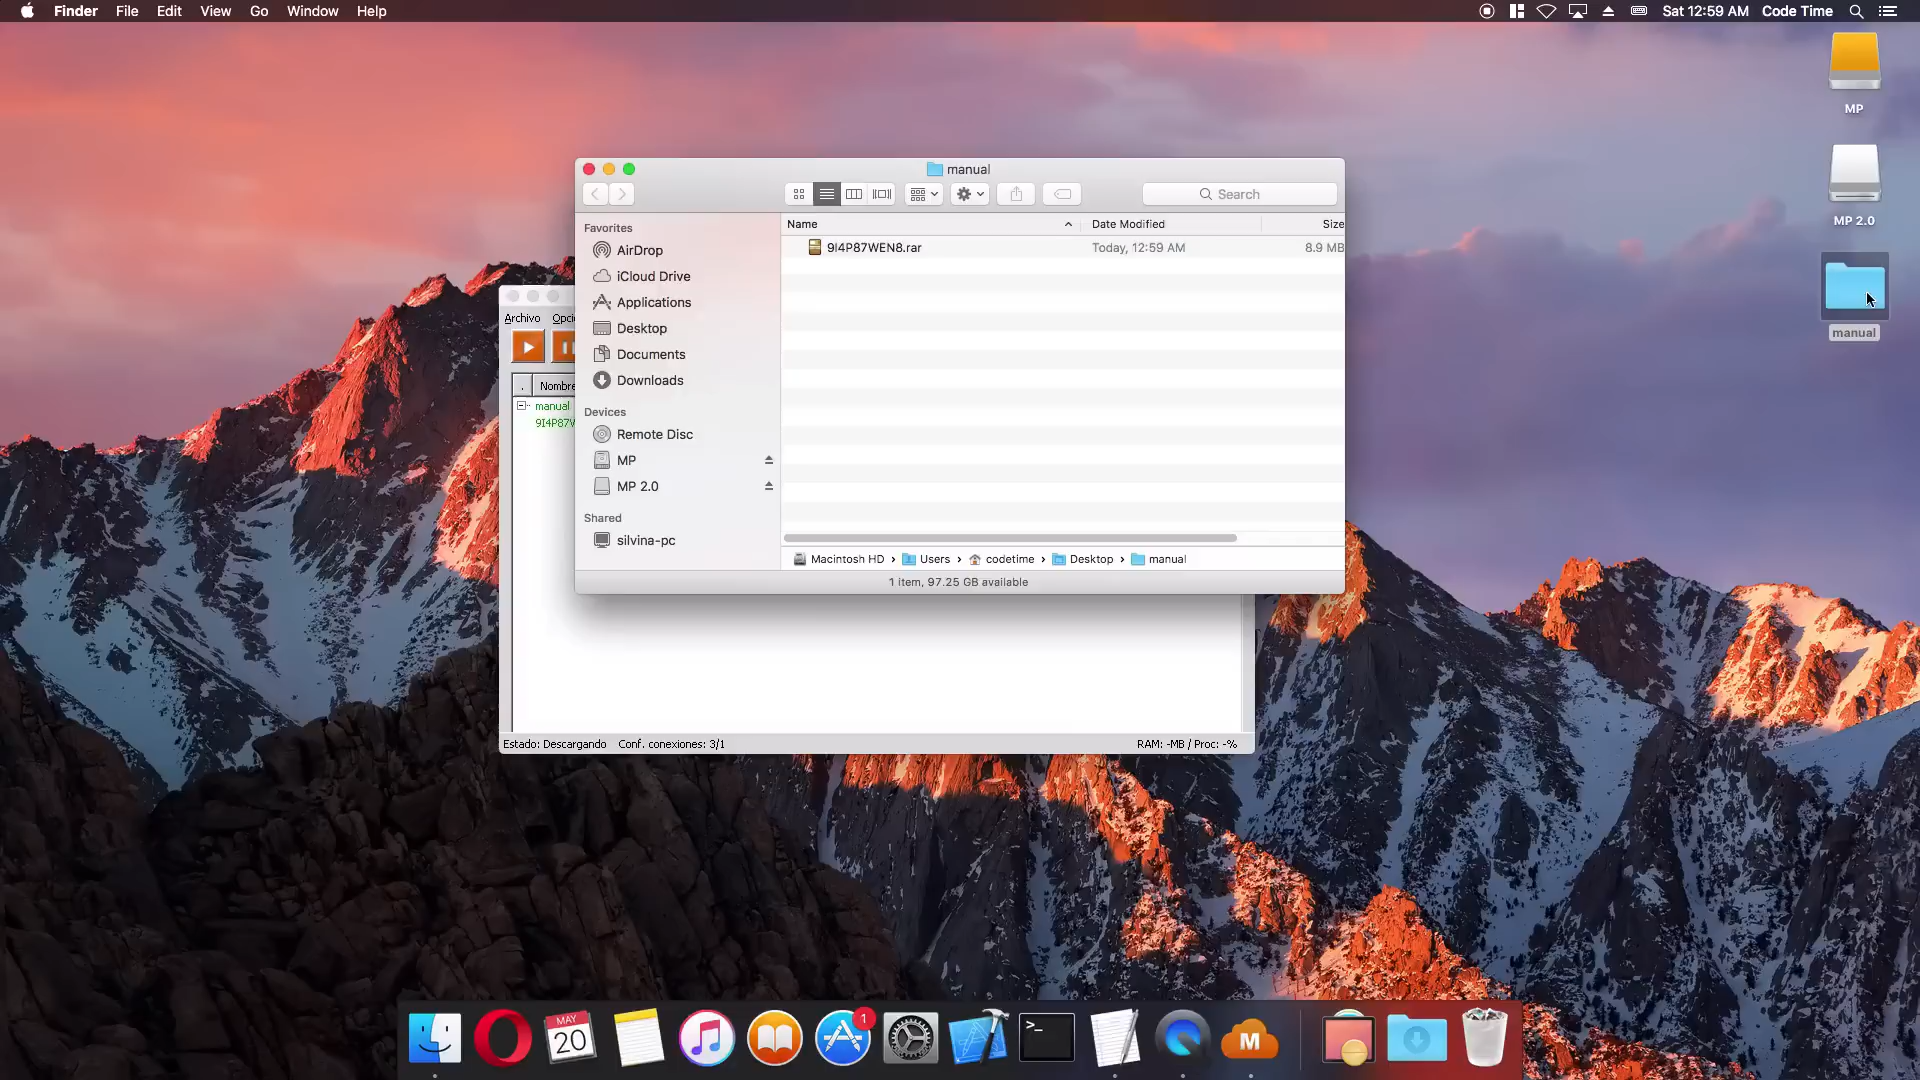 Finder File Edit View Go Window Help
Sat 12:59 AM Code Time
MP
MP 2.0
manual
manual
Search
Name Date Modified Size
9I4P87WEN8.rar Today, 12:59 AM 8.9 MB
Favorites
AirDrop
iCloud Drive
Applications
Desktop
Documents
Downloads
Devices
Remote Disc
MP
MP 2.0
Shared
silvina-pc
Macintosh HD › Users › codetime › Desktop › manual
1 item, 97.25 GB available
Archivo Opci
. Nombre
manual
9I4P87W
Estado: Descargando Conf. conexiones: 3/1 RAM: -MB / Proc: -%
MAY
20
1
>_
M